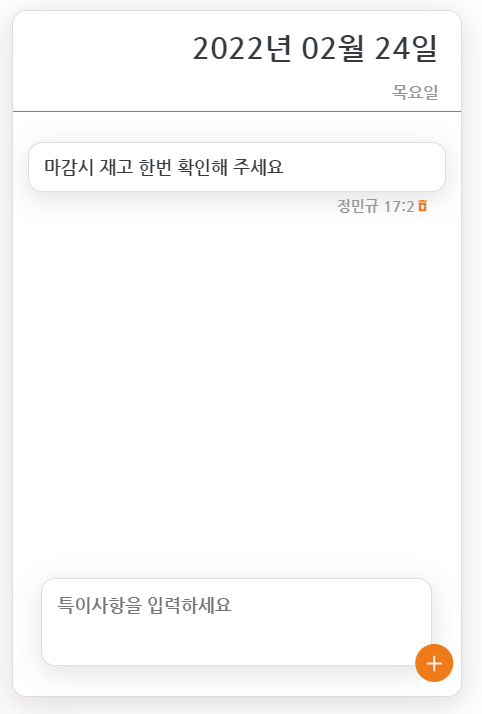 2022년 02월 24일
목요일
마감시 재고 한번 확인해 주세요
정민규 17:2
특이사항을 입력하세요